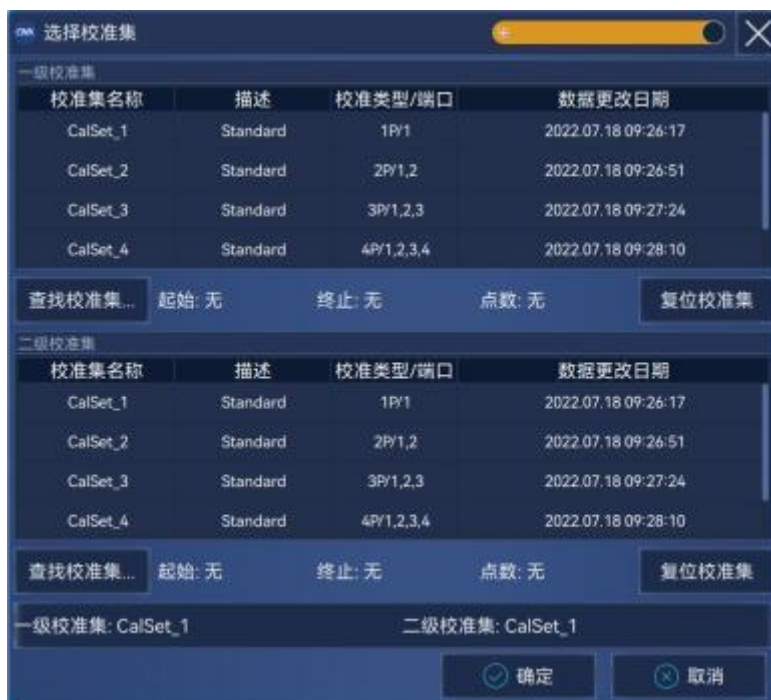 选择校准集
一级校准集
校准集名称 描述 校准类型/端口 数据更改日期
CalSet_1 Standard 1P/1 2022.07.18 09:26:17
CalSet_2 Standard 2P/1,2 2022.07.18 09:26:51
CalSet_3 Standard 3P/1,2,3 2022.07.18 09:27:24
CalSet_4 Standard 4P/1,2,3,4 2022.07.18 09:28:10
查找校准集... 起始: 无 终止: 无 点数: 无 复位校准集
二级校准集
校准集名称 描述 校准类型/端口 数据更改日期
CalSet_1 Standard 1P/1 2022.07.18 09:26:17
CalSet_2 Standard 2P/1,2 2022.07.18 09:26:51
CalSet_3 Standard 3P/1,2,3 2022.07.18 09:27:24
CalSet_4 Standard 4P/1,2,3,4 2022.07.18 09:28:10
查找校准集... 起始: 无 终止: 无 点数: 无 复位校准集
一级校准集: CalSet_1 二级校准集: CalSet_1
确定 取消